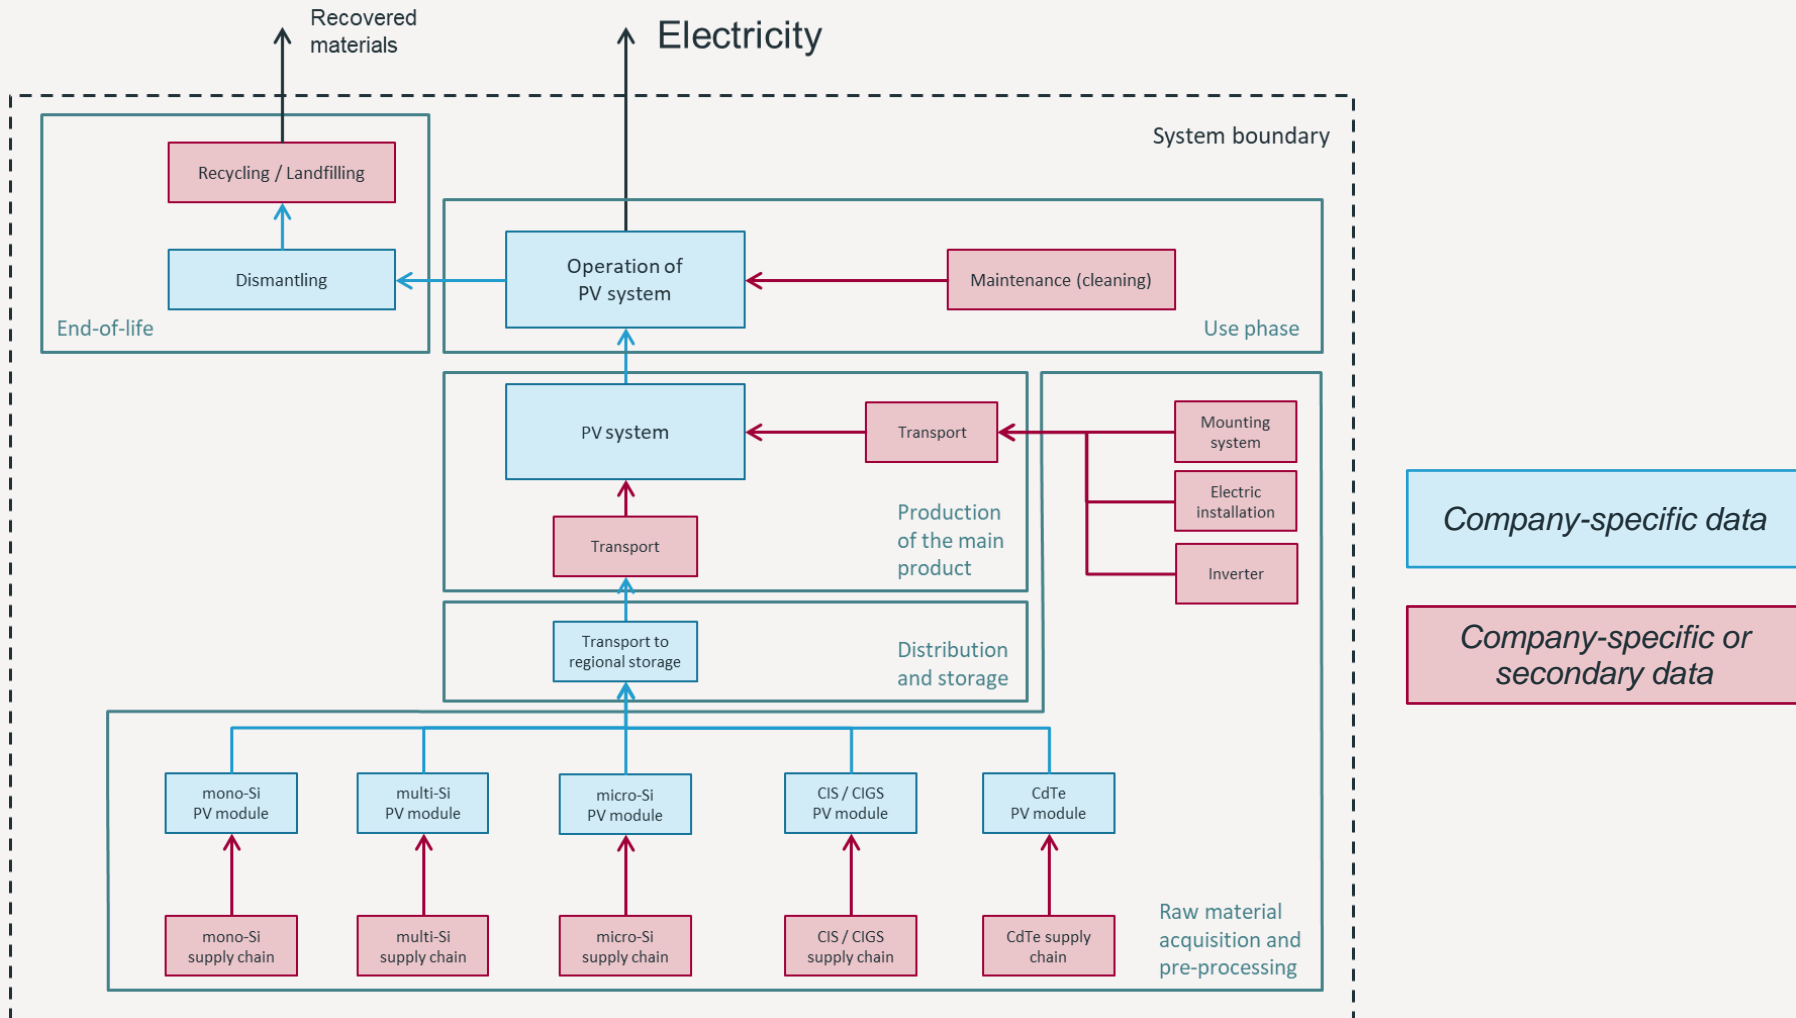 Recovered
materials
Electricity
System boundary
Recycling / Landfilling
Dismantling
End-of-life
Operation of
PV system
Maintenance (cleaning)
Use phase
PV system
Transport
Transport
Production
of the main
product
Mounting
system
Electric
installation
Inverter
Transport to
regional storage
Distribution
and storage
mono-Si
PV module
multi-Si
PV module
micro-Si
PV module
CIS / CIGS
PV module
CdTe
PV module
mono-Si
supply chain
multi-Si
supply chain
micro-Si
supply chain
CIS / CIGS
supply chain
CdTe supply
chain
Raw material
acquisition and
pre-processing
Company-specific data
Company-specific or
secondary data